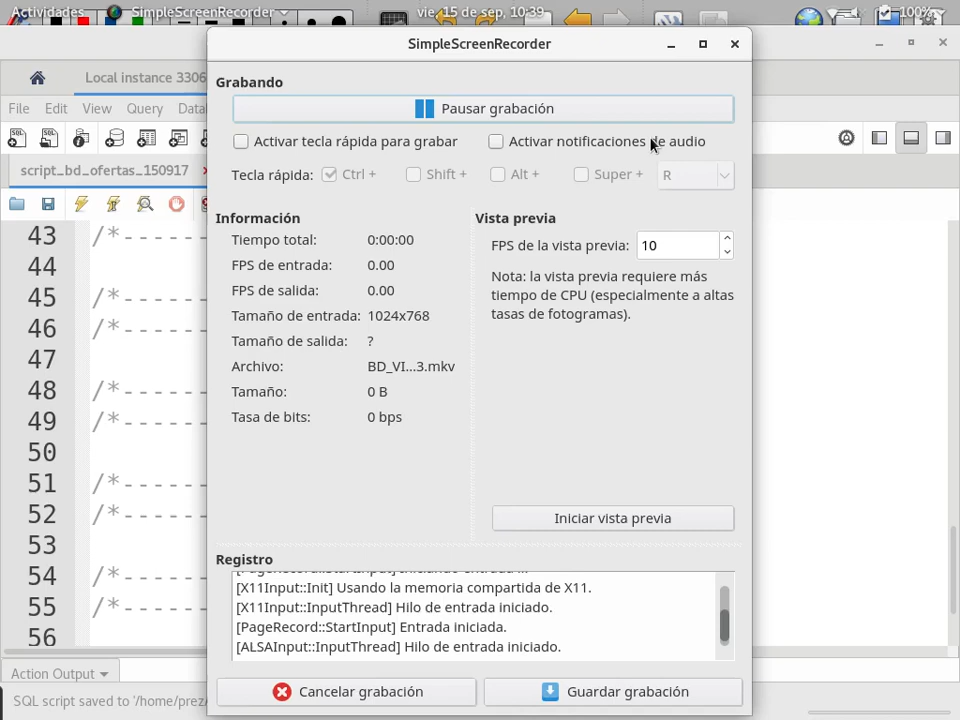 Actividades SimpleScreenRecorder vie, 15 de sep, 10:39 100%
SimpleScreenRecorder
Local instance 3306
File Edit View Query
script_bd_ofertas_150917
Grabando
Pausar grabación
Activar tecla rápida para grabar Activar notificaciones de audio
Tecla rápida: Ctrl + Shift + Alt + Super + R
Información
Tiempo total: 0:00:00
FPS de entrada: 0.00
FPS de salida: 0.00
Tamaño de entrada: 1024x768
Tamaño de salida: ?
Archivo: BD_VI...3.mkv
Tamaño: 0 B
Tasa de bits: 0 bps
Vista previa
FPS de la vista previa: 10
Nota: la vista previa requiere más
tiempo de CPU (especialmente a altas
tasas de fotogramas).
Iniciar vista previa
Registro
[X11Input::Init] Usando la memoria compartida de X11.
[X11Input::InputThread] Hilo de entrada iniciado.
[PageRecord::StartInput] Entrada iniciada.
[ALSAInput::InputThread] Hilo de entrada iniciado.
Cancelar grabación Guardar grabación
43 /*------
44
45 /*------
46 /*------
47
48 /*------
49 /*------
50
51 /*------
52 /*------
53
54 /*------
55 /*------
56
Action Output
SQL script saved to '/home/prez/